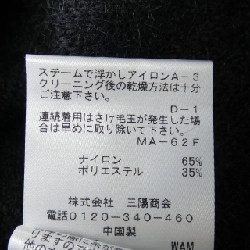 スチームで浮かしアイロンA-3
クリーニング後の乾燥方法は十分
ご注意下さい。
D-1
連続着用はさけ毛玉が発生した場
合は早めに取り除いて下さい。
MA-62F
ナイロン 65%
ポリエステル 35%
株式会社 三陽商会
電話0120-340-460
中国製
WAM